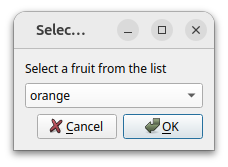 Selec...
Select a fruit from the list
orange
Cancel
OK